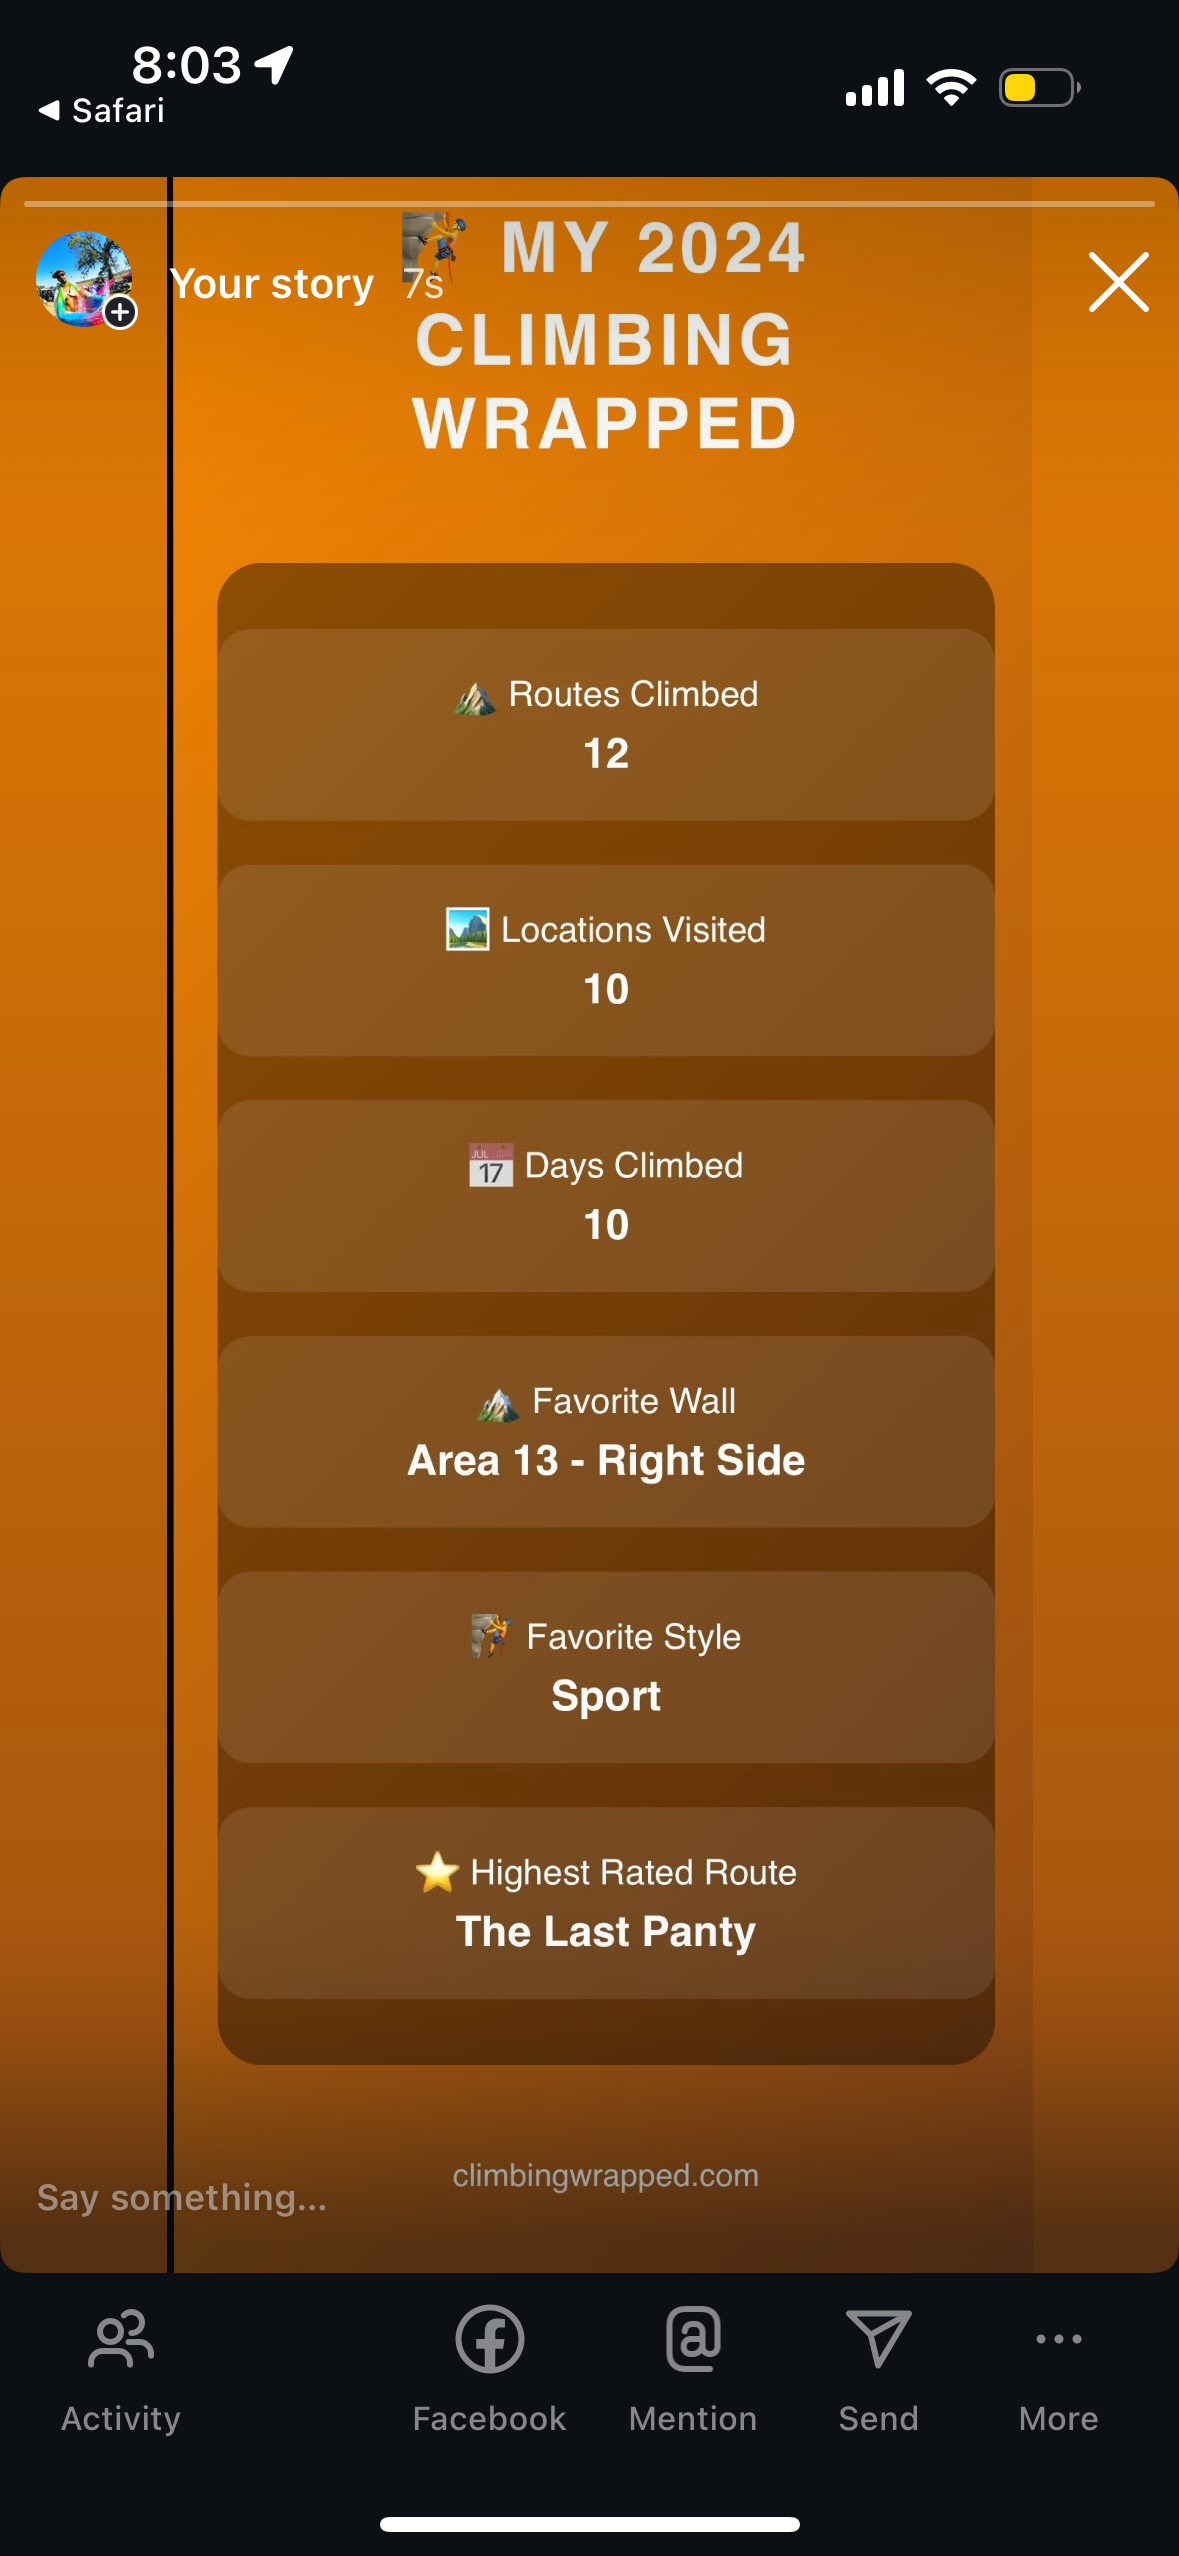 8:03
Safari
MY 2024
Your story 7s
CLIMBING
WRAPPED
Routes Climbed
12
Locations Visited
10
JUL
17
Days Climbed
10
Favorite Wall
Area 13 - Right Side
Favorite Style
Sport
Highest Rated Route
The Last Panty
climbingwrapped.com
Say something...
Activity
Facebook
Mention
Send
More